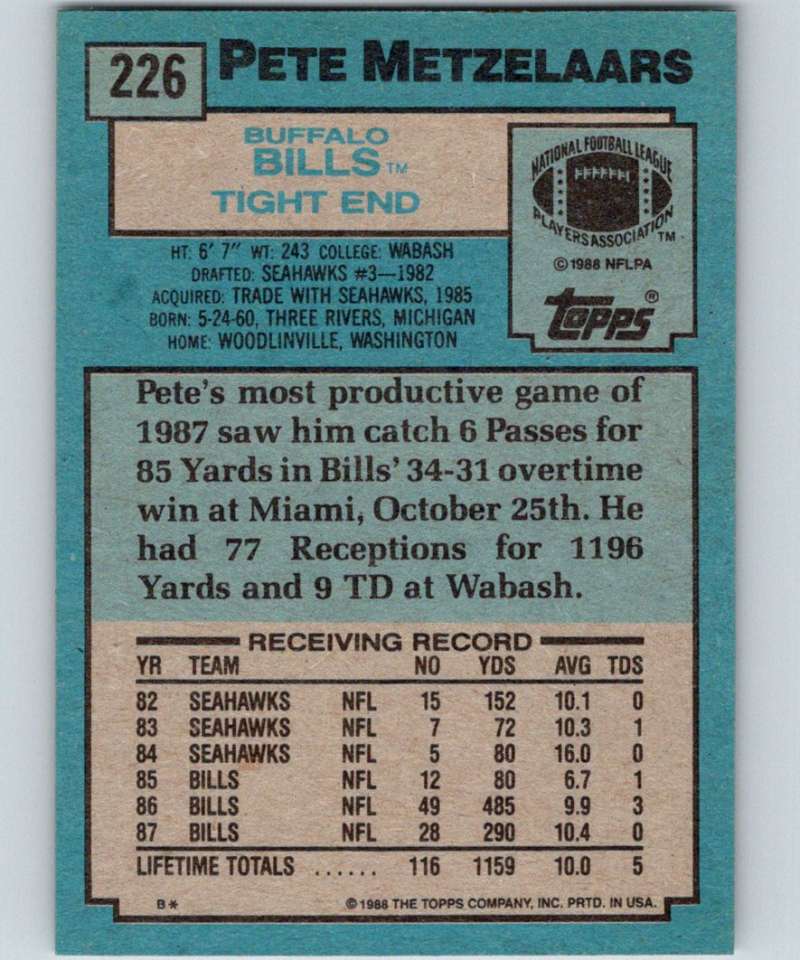 226 PETE METZELAARS
BUFFALO
BILLS™
TIGHT END
NATIONAL FOOTBALL LEAGUE
PLAYERS ASSOCIATION™
© 1988 NFLPA
TOPPS®
HT: 6' 7" WT: 243 COLLEGE: WABASH
DRAFTED: SEAHAWKS #3—1982
ACQUIRED: TRADE WITH SEAHAWKS, 1985
BORN: 5-24-60, THREE RIVERS, MICHIGAN
HOME: WOODLINVILLE, WASHINGTON
Pete's most productive game of
1987 saw him catch 6 Passes for
85 Yards in Bills' 34-31 overtime
win at Miami, October 25th. He
had 77 Receptions for 1196
Yards and 9 TD at Wabash.
RECEIVING RECORD
YR TEAM NO YDS AVG TDS
82 SEAHAWKS NFL 15 152 10.1 0
83 SEAHAWKS NFL 7 72 10.3 1
84 SEAHAWKS NFL 5 80 16.0 0
85 BILLS NFL 12 80 6.7 1
86 BILLS NFL 49 485 9.9 3
87 BILLS NFL 28 290 10.4 0
LIFETIME TOTALS ...... 116 1159 10.0 5
B* © 1988 THE TOPPS COMPANY, INC. PRTD. IN USA.